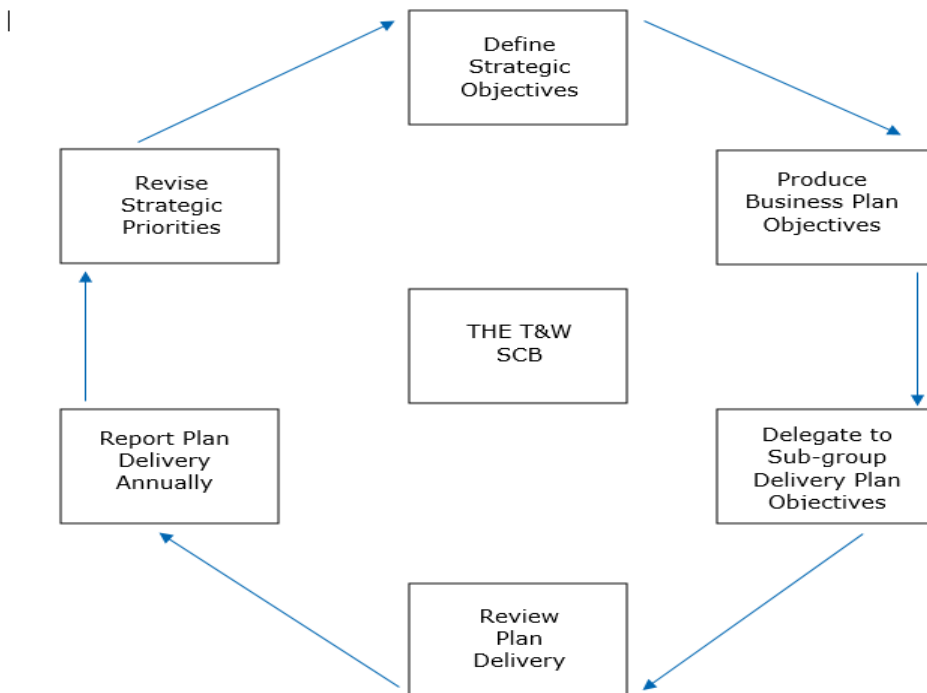 Define
Strategic
Objectives
Revise
Strategic
Priorities
Produce
Business Plan
Objectives
THE T&W
SCB
Report Plan
Delivery
Annually
Delegate to
Sub-group
Delivery Plan
Objectives
Review
Plan
Delivery